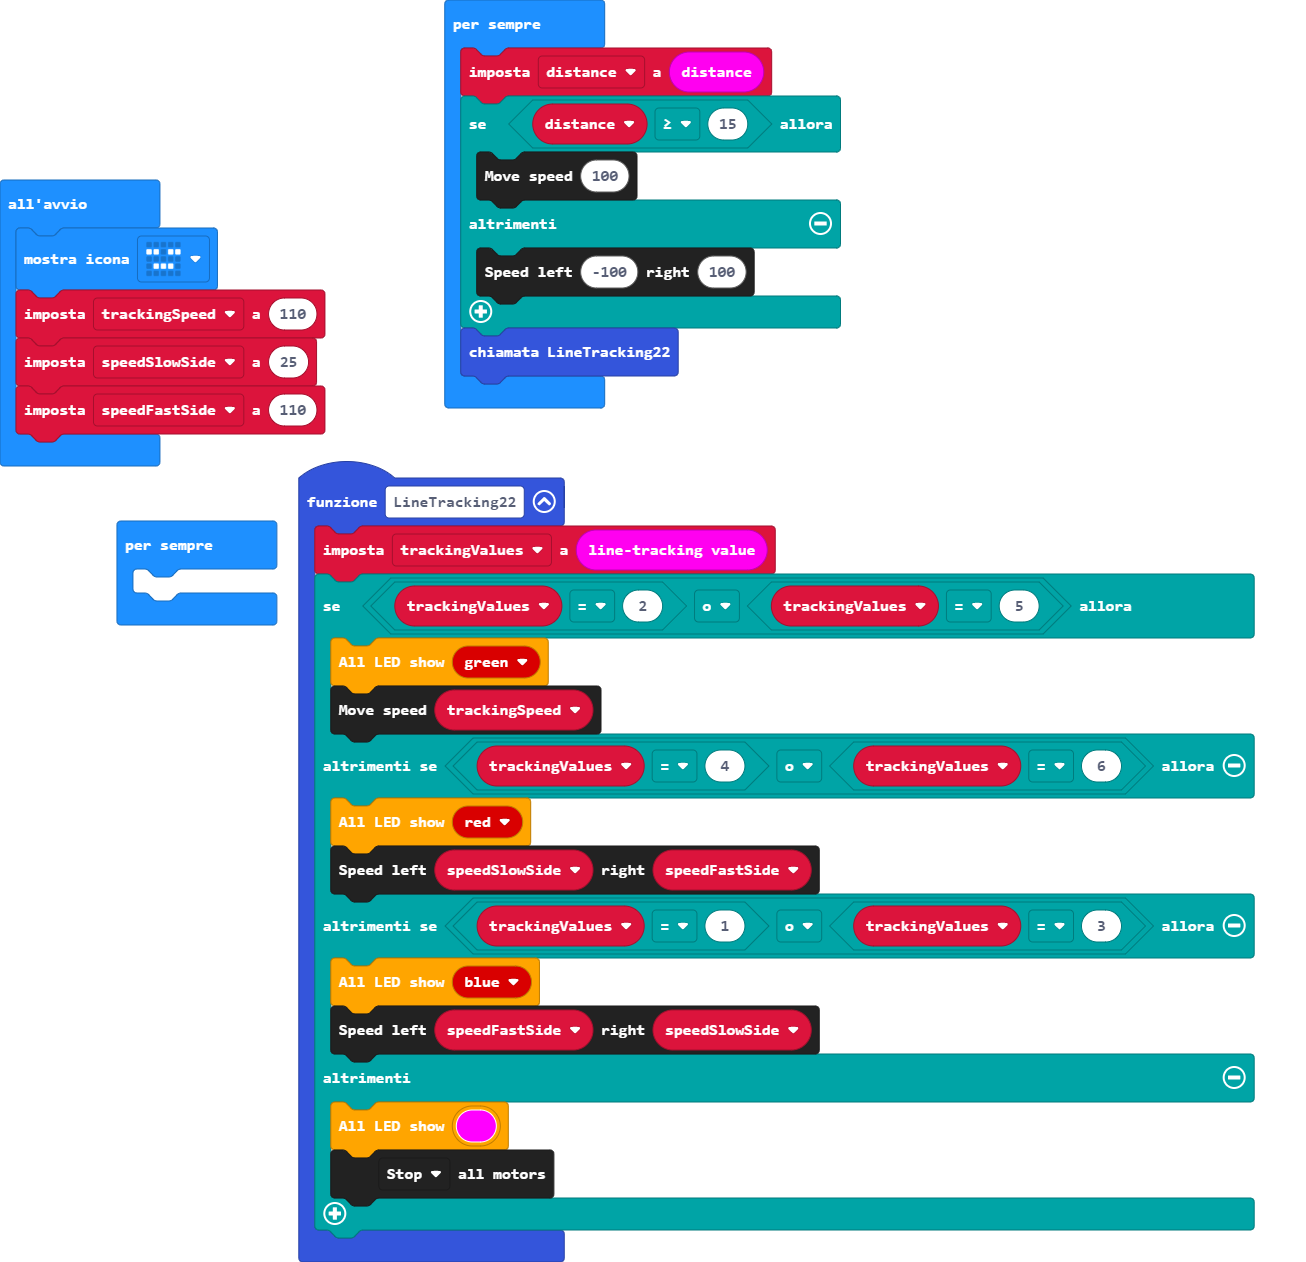 per sempre
imposta distance a distance
se distance ≥ 15 allora
Move speed 100
altrimenti
Speed left -100 right 100
chiamata LineTracking22
all'avvio
mostra icona
imposta trackingSpeed a 110
imposta speedSlowSide a 25
imposta speedFastSide a 110
per sempre
funzione LineTracking22
imposta trackingValues a line-tracking value
se trackingValues = 2 o trackingValues = 5 allora
All LED show green
Move speed trackingSpeed
altrimenti se trackingValues = 4 o trackingValues = 6 allora
All LED show red
Speed left speedSlowSide right speedFastSide
altrimenti se trackingValues = 1 o trackingValues = 3 allora
All LED show blue
Speed left speedFastSide right speedSlowSide
altrimenti
All LED show
Stop all motors